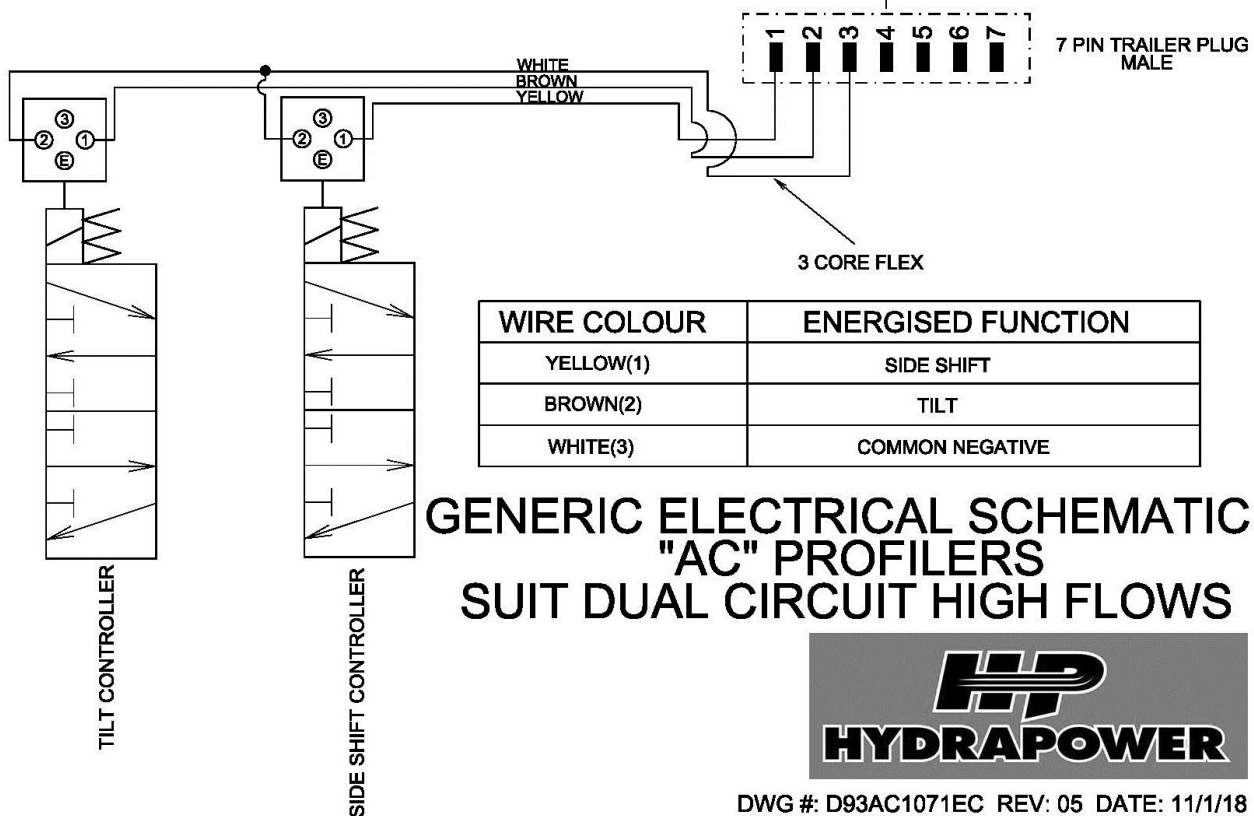 1 2 3 4 5 6 7
7 PIN TRAILER PLUG
MALE
WHITE
BROWN
YELLOW
3
2 1
E
3
2 1
E
3 CORE FLEX
WIRE COLOUR ENERGISED FUNCTION
YELLOW(1) SIDE SHIFT
BROWN(2) TILT
WHITE(3) COMMON NEGATIVE
GENERIC ELECTRICAL SCHEMATIC
"AC" PROFILERS
SUIT DUAL CIRCUIT HIGH FLOWS
TILT CONTROLLER
SIDE SHIFT CONTROLLER
HP
HYDRAPOWER
DWG #: D93AC1071EC REV: 05 DATE: 11/1/18